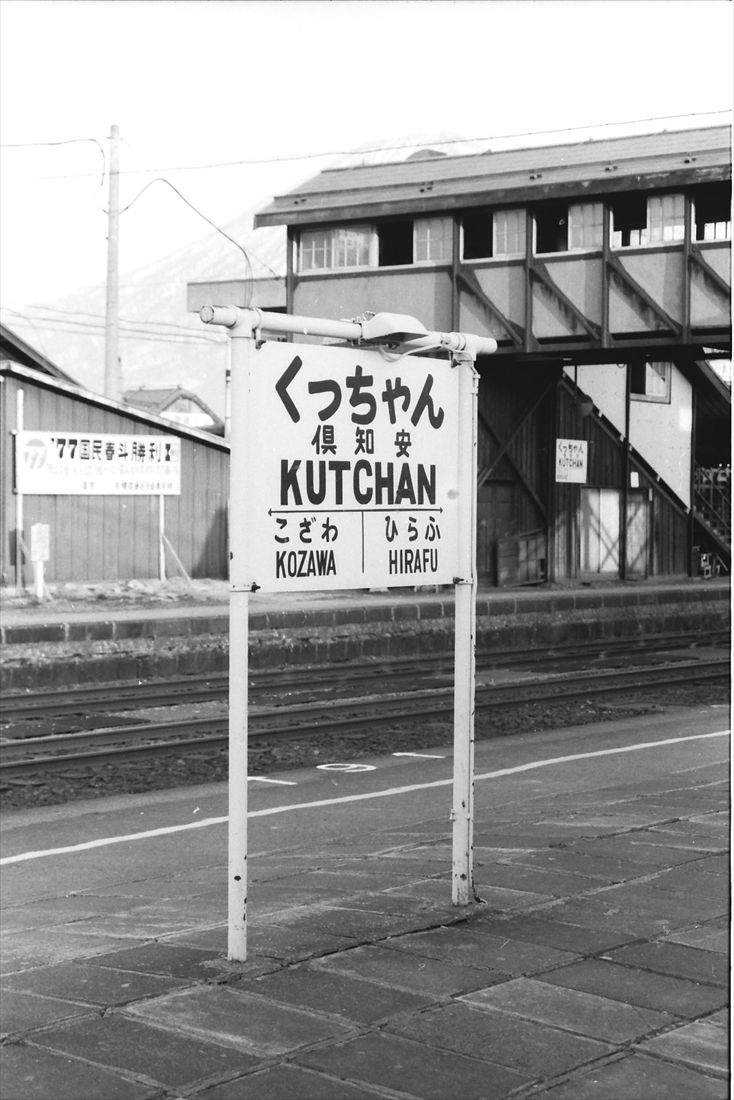 くっちゃん
倶知安
KUTCHAN
こざわ ひらふ
KOZAWA HIRAFU
'77国民春斗勝利
77
くっちゃん
KUTCHAN